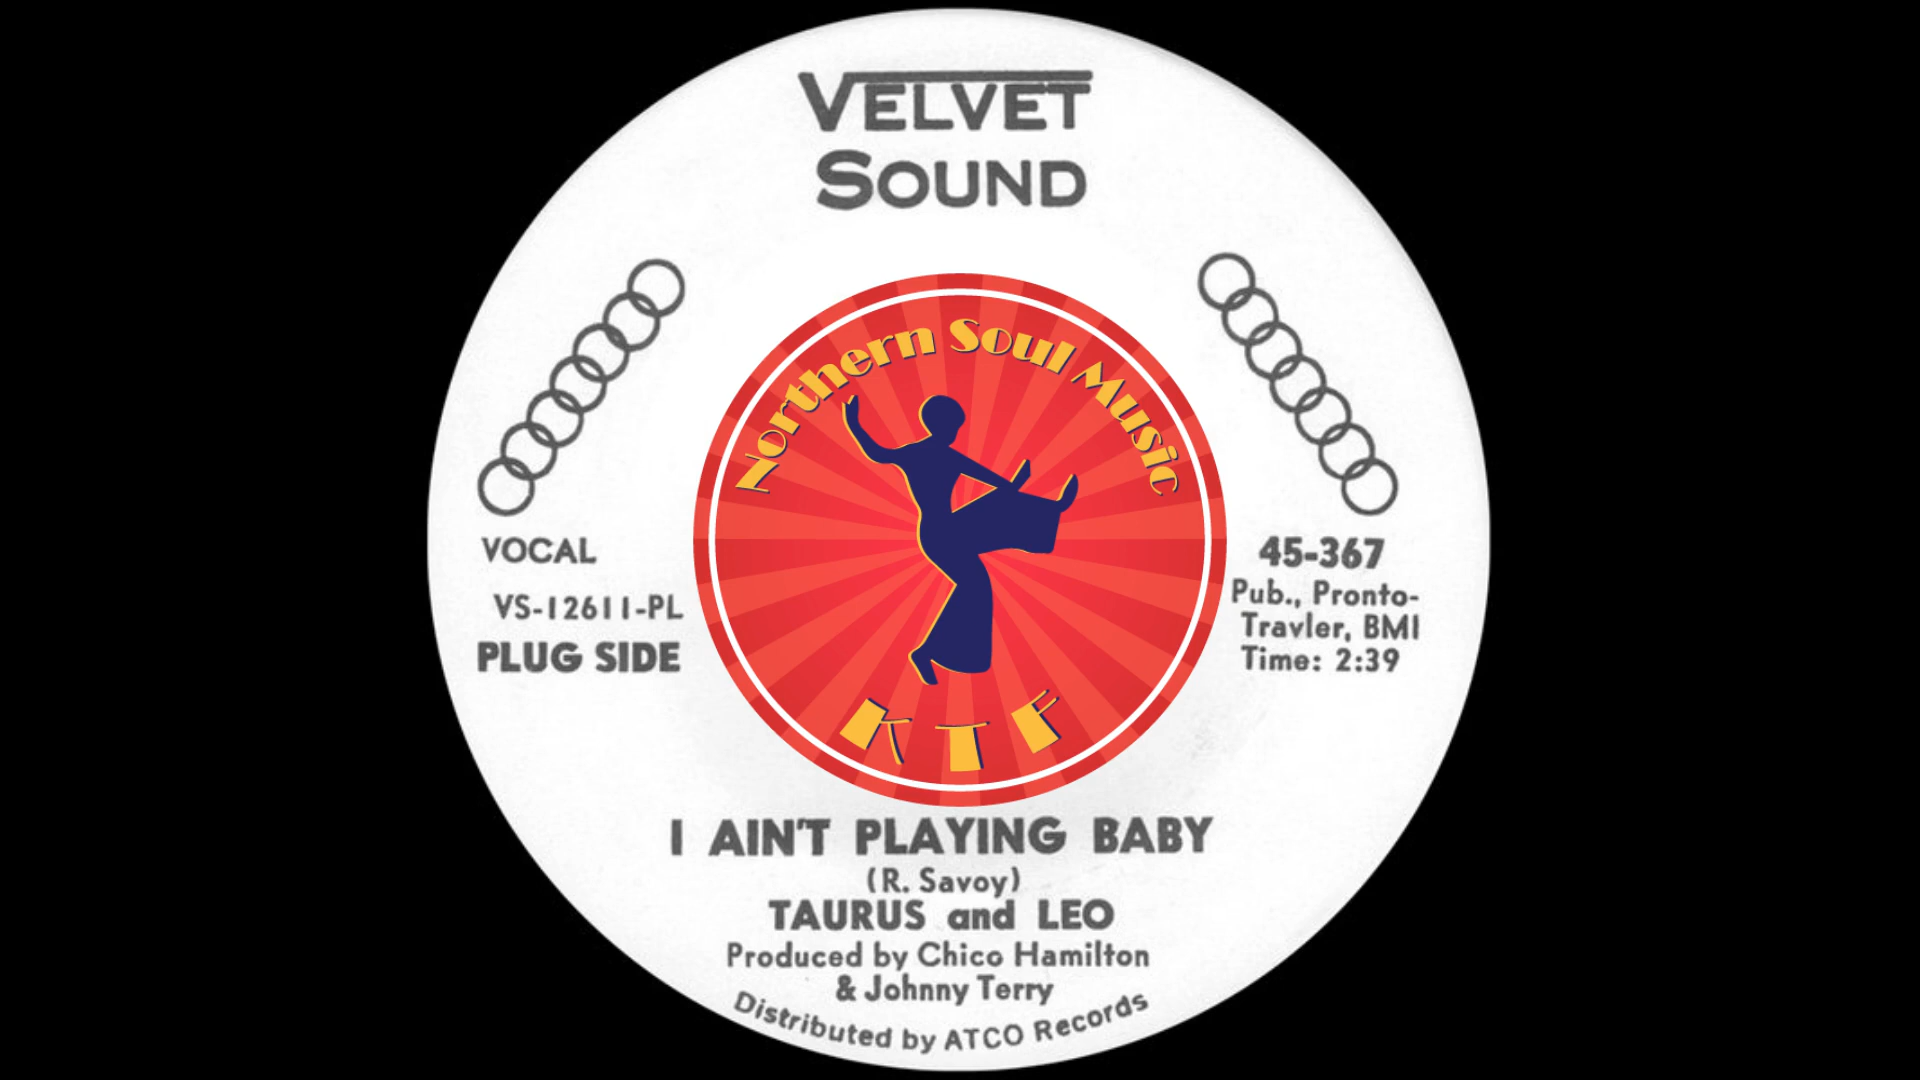 VELVET
SOUND
Northern Soul Music
VOCAL
VS-12611-PL
PLUG SIDE
45-367
Pub., Pronto-
Travler, BMI
Time: 2:39
KTF
I AIN'T PLAYING BABY
(R. Savoy)
TAURUS and LEO
Produced by Chico Hamilton
& Johnny Terry
Distributed by ATCO Records